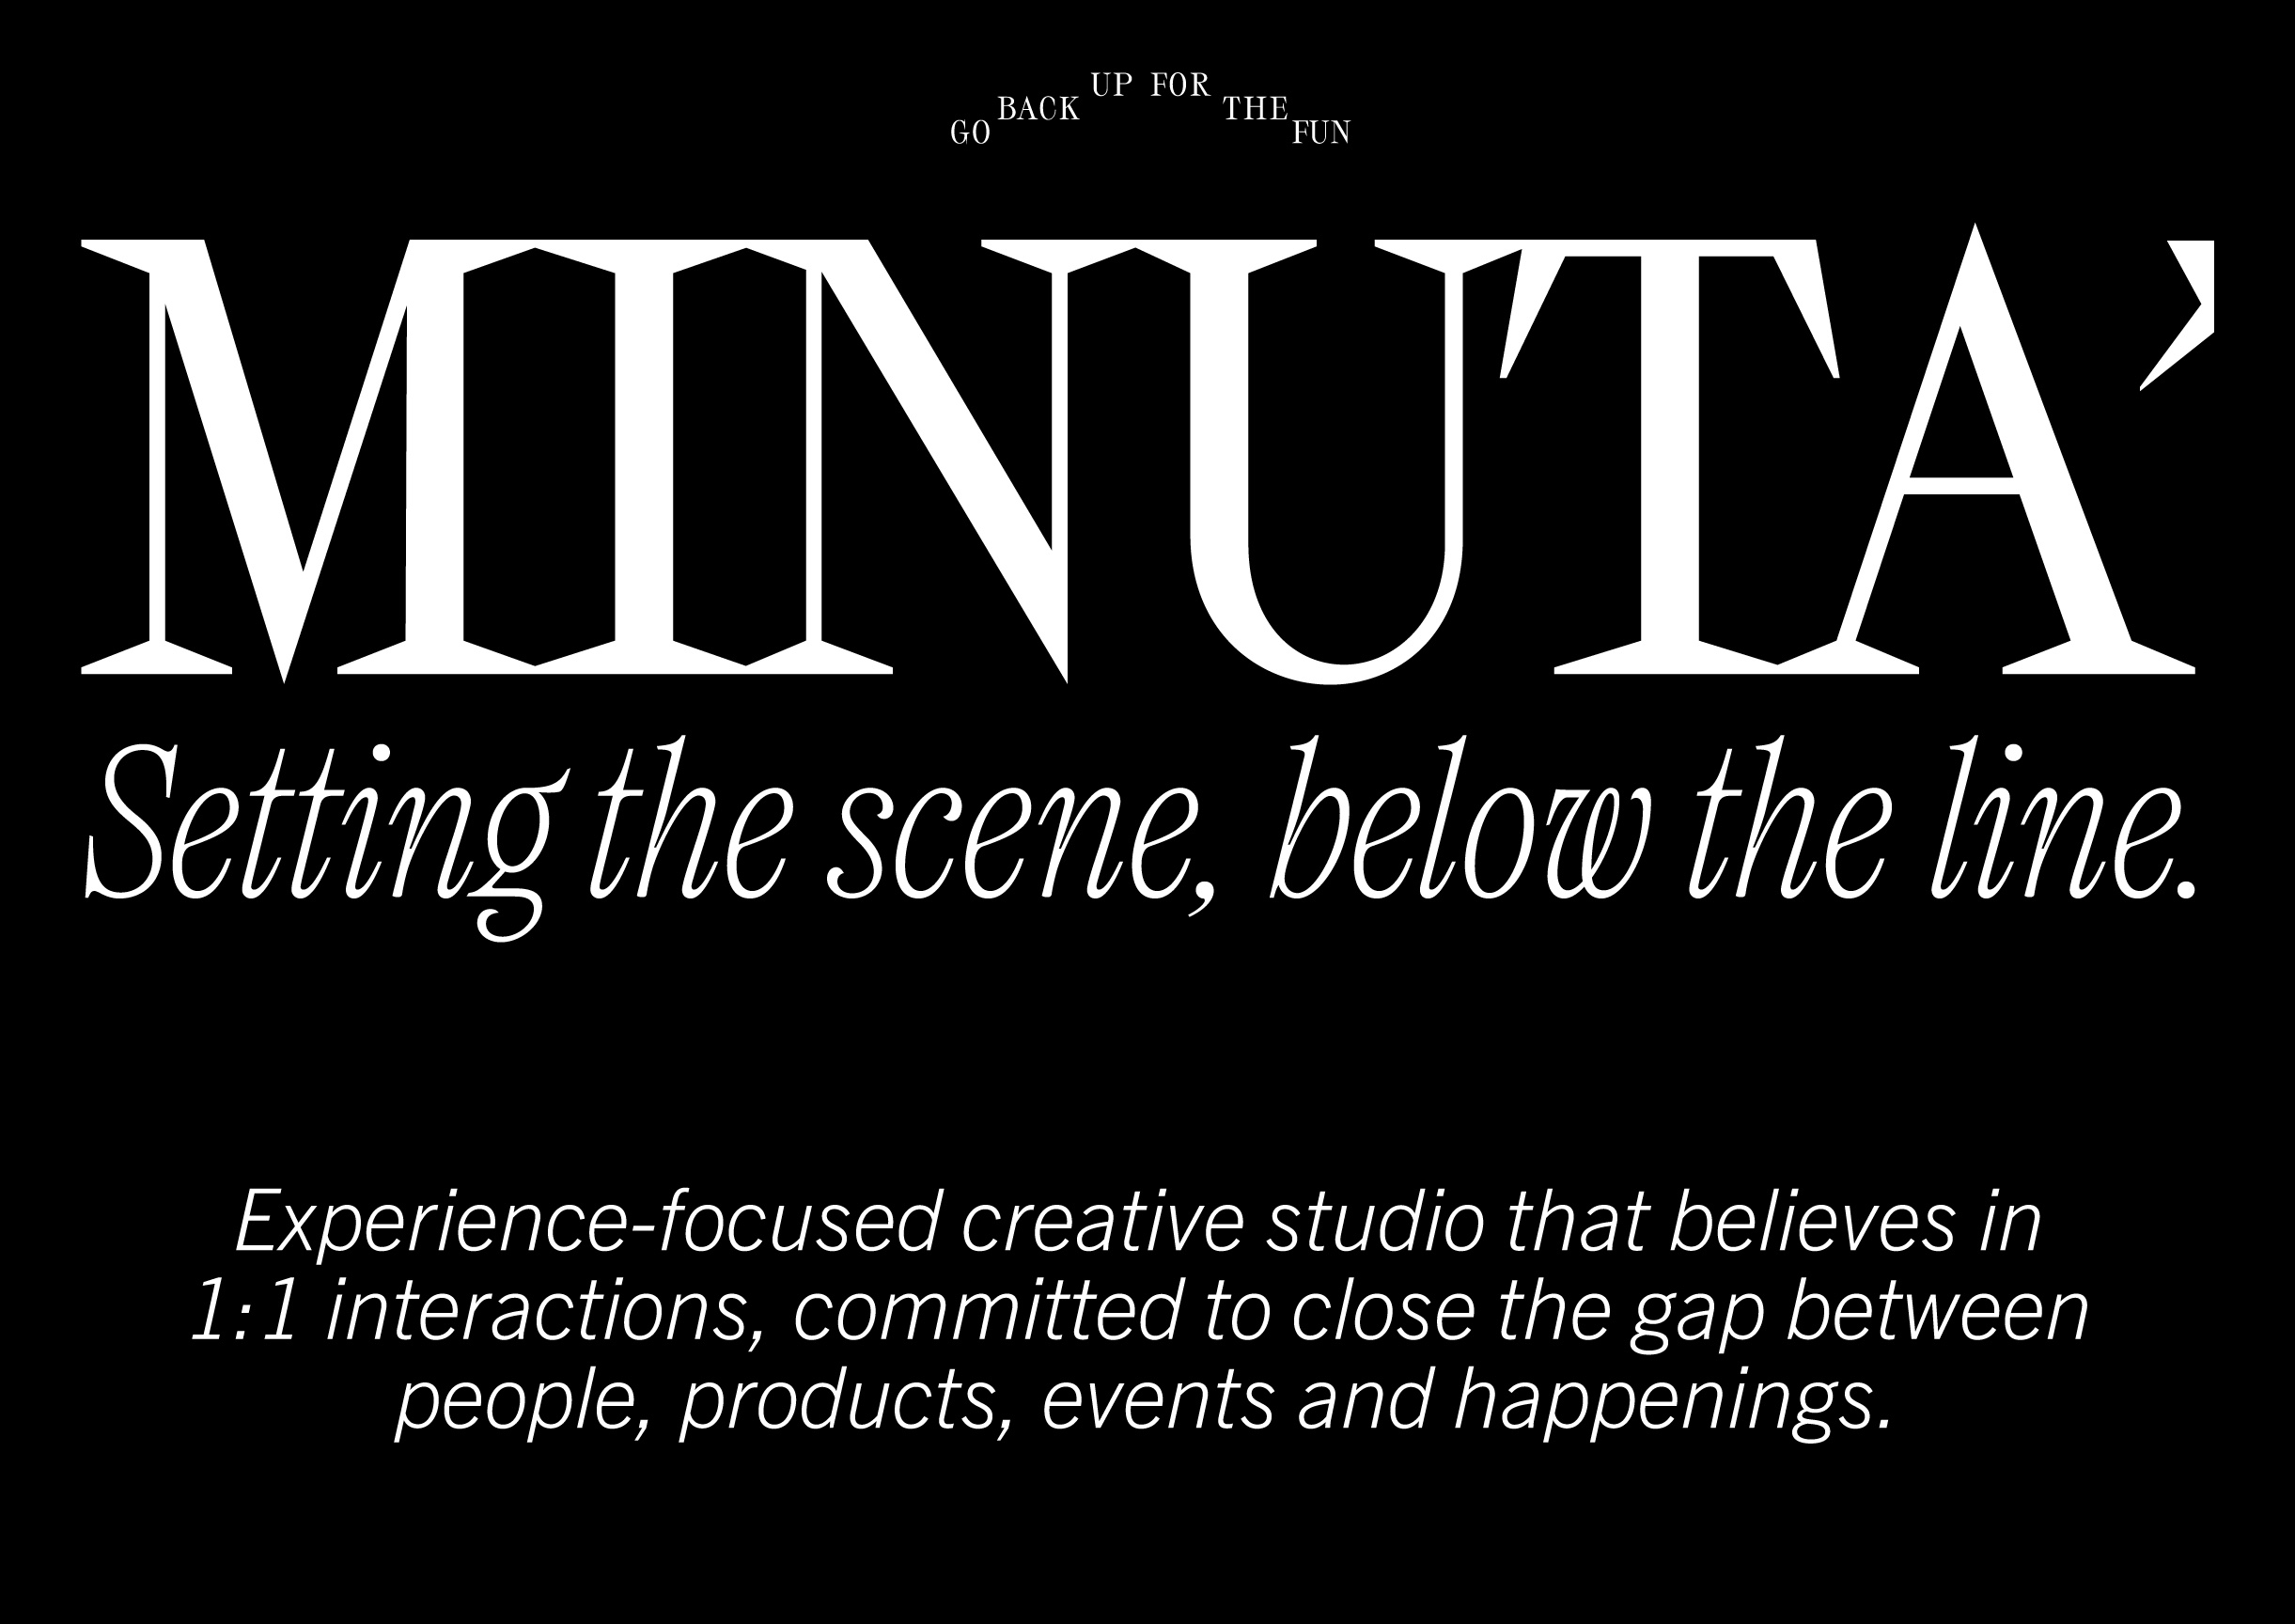 GO BACK UP FOR THE FUN
MINUTA’
Setting the scene, below the line.
Experience-focused creative studio that believes in
1:1 interactions, committed to close the gap between
people, products, events and happenings.